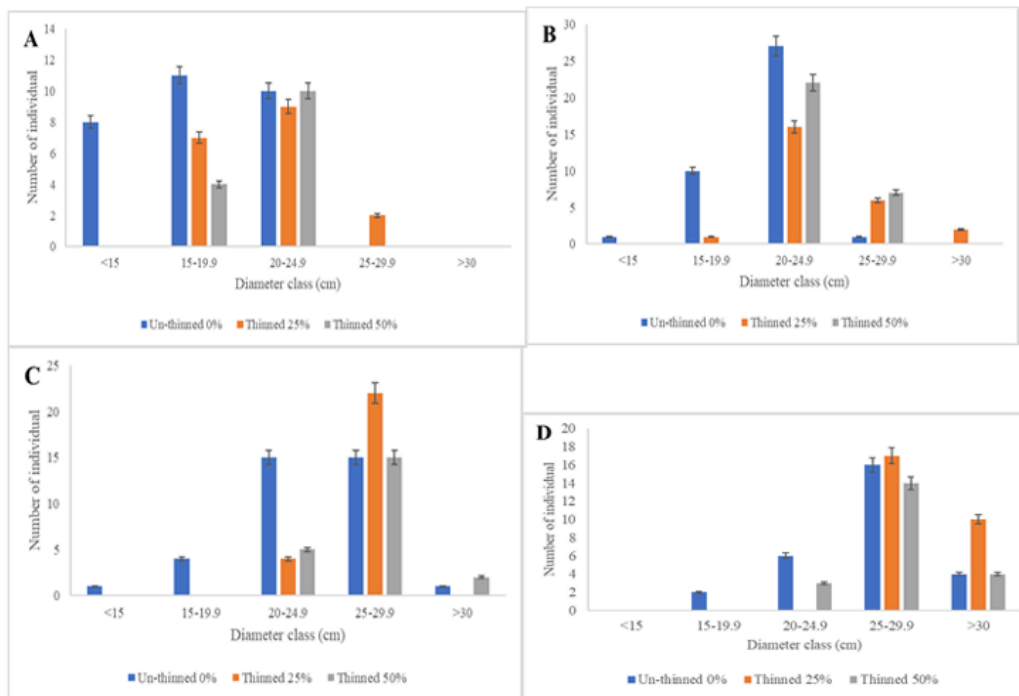 A
Number of individual
14
12
10
8
6
4
2
0
<15 15-19.9 20-24.9 25-29.9 >30
Diameter class (cm)
Un-thinned 0% Thinned 25% Thinned 50%
B
Number of individual
30
25
20
15
10
5
0
<15 15-19.9 20-24.9 25-29.9 >30
Diameter class (cm)
Un-thinned 0% Thinned 25% Thinned 50%
C
Number of individual
25
20
15
10
5
0
<15 15-19.9 20-24.9 25-29.9 >30
Diameter class (cm)
Un-thinned 0% Thinned 25% Thinned 50%
D
Number of individual
20
18
16
14
12
10
8
6
4
2
0
<15 15-19.9 20-24.9 25-29.9 >30
Diameter class (cm)
Un-thinned 0% Thinned 25% Thinned 50%